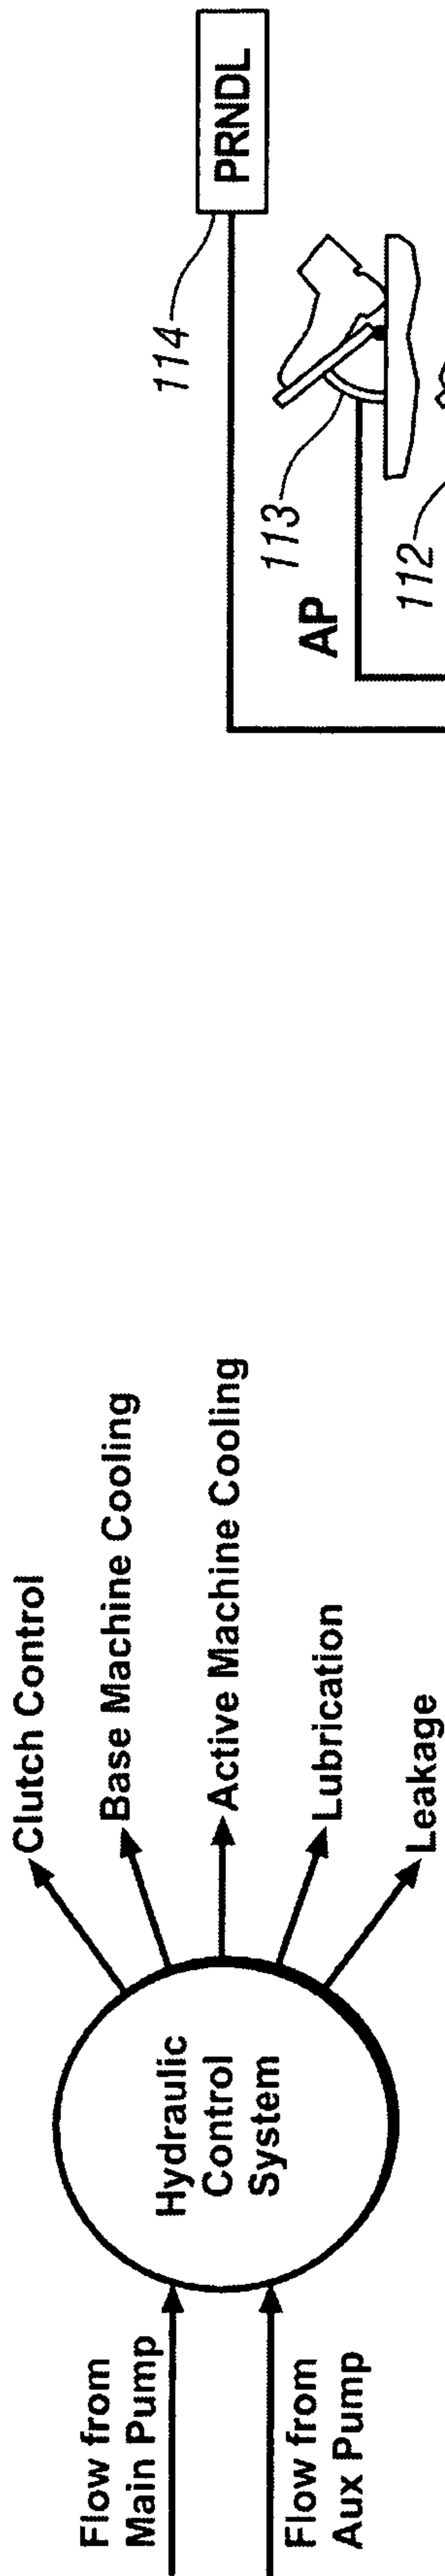 Flow from
Main Pump
Flow from
Aux Pump
Hydraulic
Control
System
Clutch Control
Base Machine Cooling
Active Machine Cooling
Lubrication
Leakage
114
PRNDL
113
AP
112